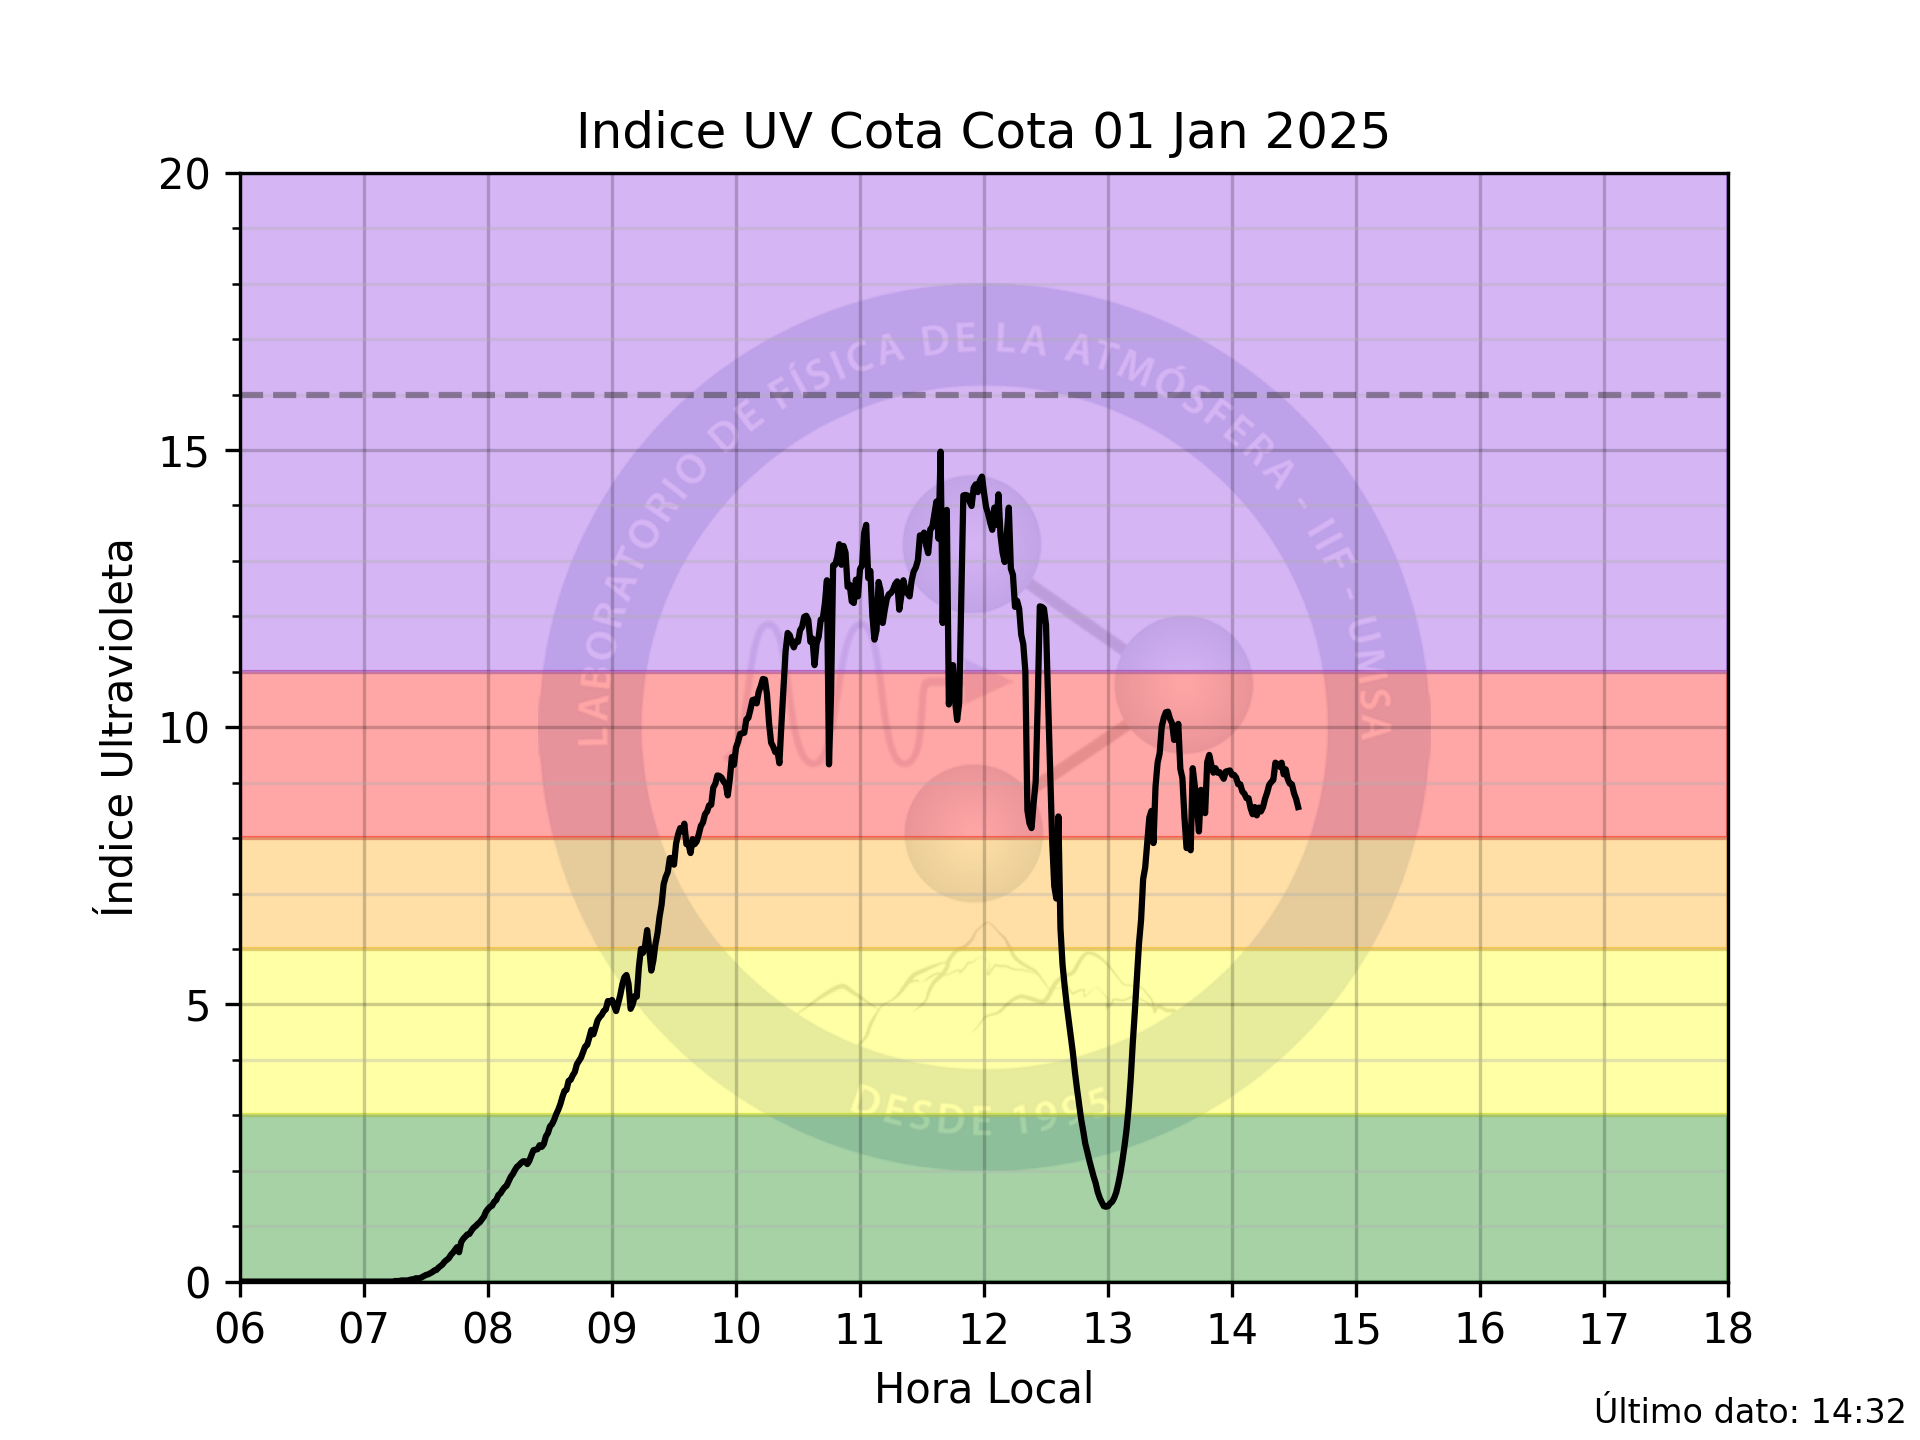 Indice UV Cota Cota 01 Jan 2025
20
15
10
5
0
Índice Ultravioleta
LABORATORIO DE FÍSICA DE LA ATMÓSFERA - IIF - UMSA
DESDE 1995
06 07 08 09 10 11 12 13 14 15 16 17 18
Hora Local
Último dato: 14:32